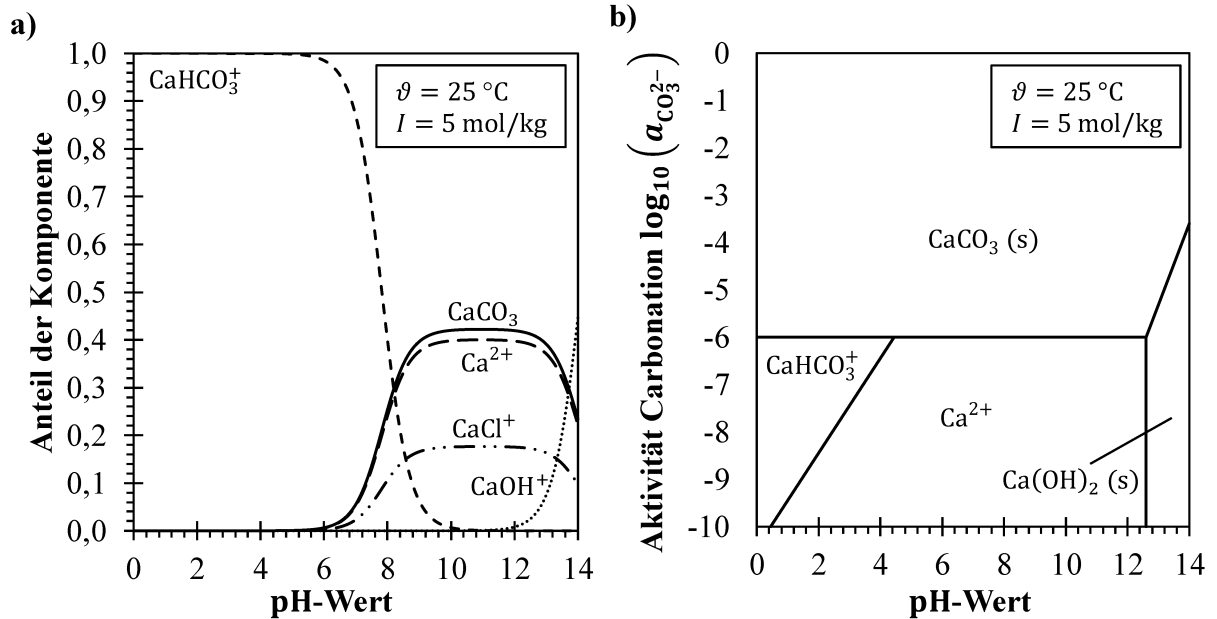 a)
Anteil der Komponente
1,0
0,9
0,8
0,7
0,6
0,5
0,4
0,3
0,2
0,1
0,0
CaHCO₃⁺
ϑ = 25 °C
I = 5 mol/kg
CaCO₃
Ca²⁺
CaCl⁺
CaOH⁺
0 2 4 6 8 10 12 14
pH-Wert
b)
Aktivität Carbonation log₁₀ (a_CO₃²⁻)
0
-1
-2
-3
-4
-5
-6
-7
-8
-9
-10
ϑ = 25 °C
I = 5 mol/kg
CaCO₃ (s)
CaHCO₃⁺
Ca²⁺
Ca(OH)₂ (s)
0 2 4 6 8 10 12 14
pH-Wert